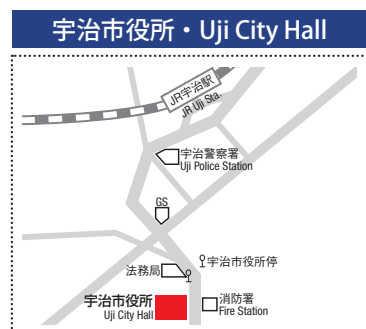 宇治市役所・Uji City Hall
JR宇治駅
JR Uji Sta.
宇治警察署
Uji Police Station
GS
宇治市役所停
法務局
宇治市役所
Uji City Hall
消防署
Fire Station